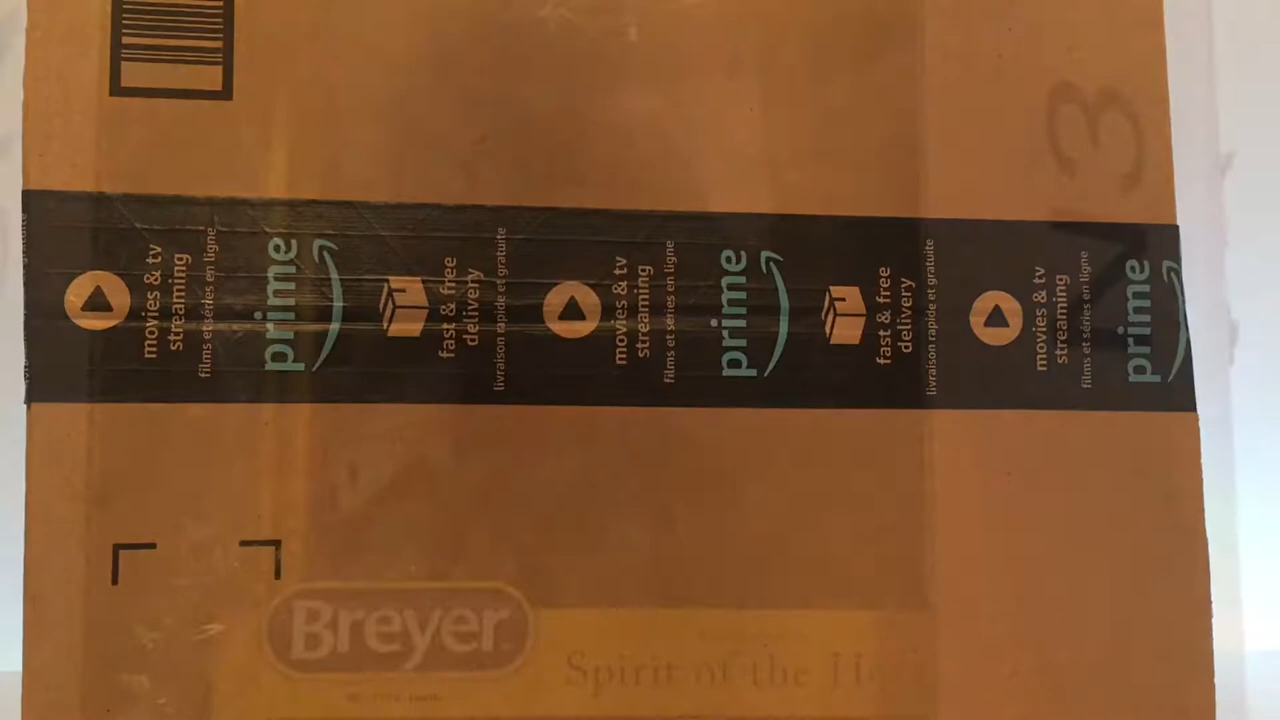 3
movies & tv
streaming
films et séries en ligne
prime
fast & free
delivery
livraison rapide et gratuite
movies & tv
streaming
films et séries en ligne
prime
fast & free
delivery
livraison rapide et gratuite
movies & tv
streaming
films et séries en ligne
prime
Breyer
Spirit of the